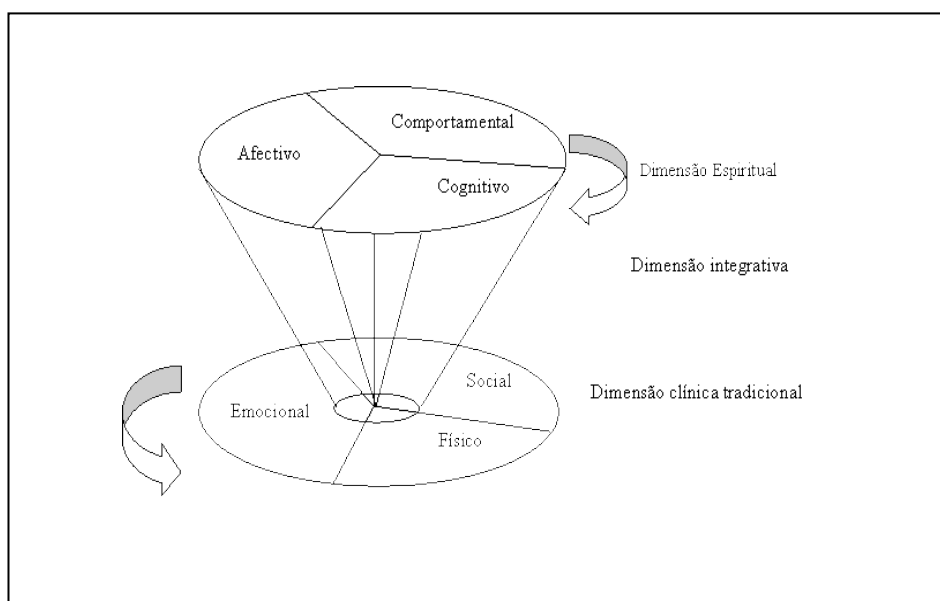 Comportamental
Afectivo
Cognitivo
Dimensão Espiritual
Dimensão integrativa
Social
Emocional
Dimensão clínica tradicional
Físico